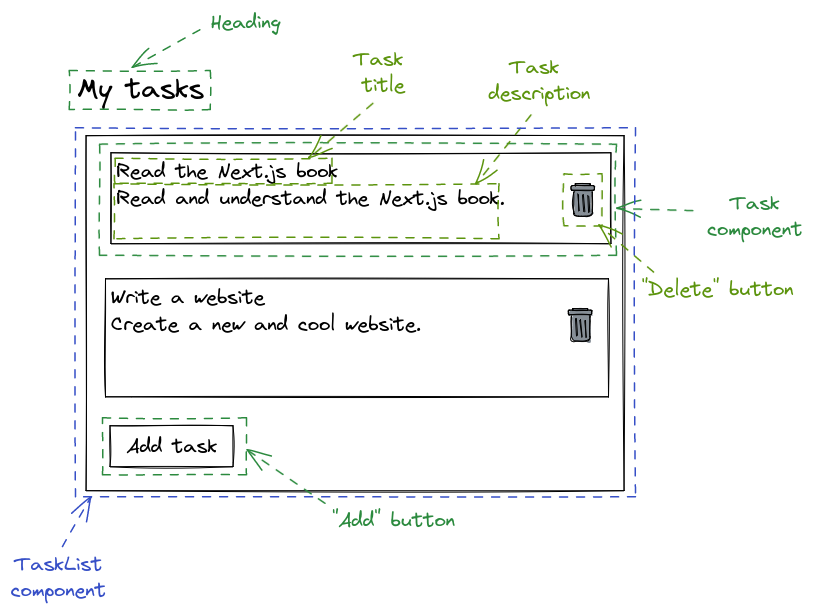 Heading
My tasks
Task
title
Task
description
Read the Next.js book
Read and understand the Next.js book.
Task
component
"Delete" button
Write a website
Create a new and cool website.
Add task
"Add" button
TaskList
component